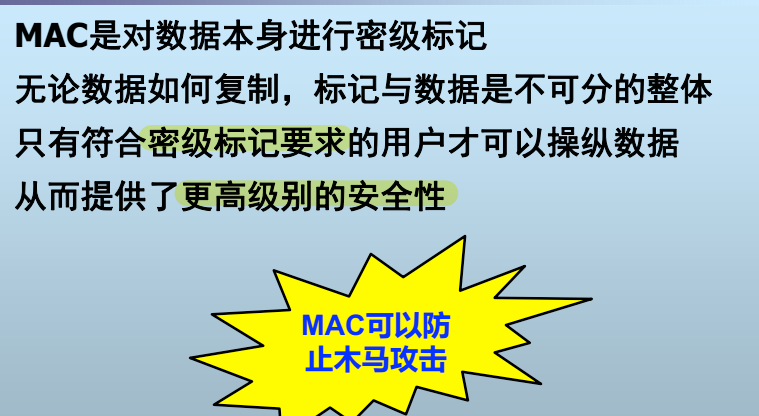 MAC是对数据本身进行密级标记
无论数据如何复制，标记与数据是不可分的整体
只有符合密级标记要求的用户才可以操纵数据
从而提供了更高级别的安全性
MAC可以防
止木马攻击